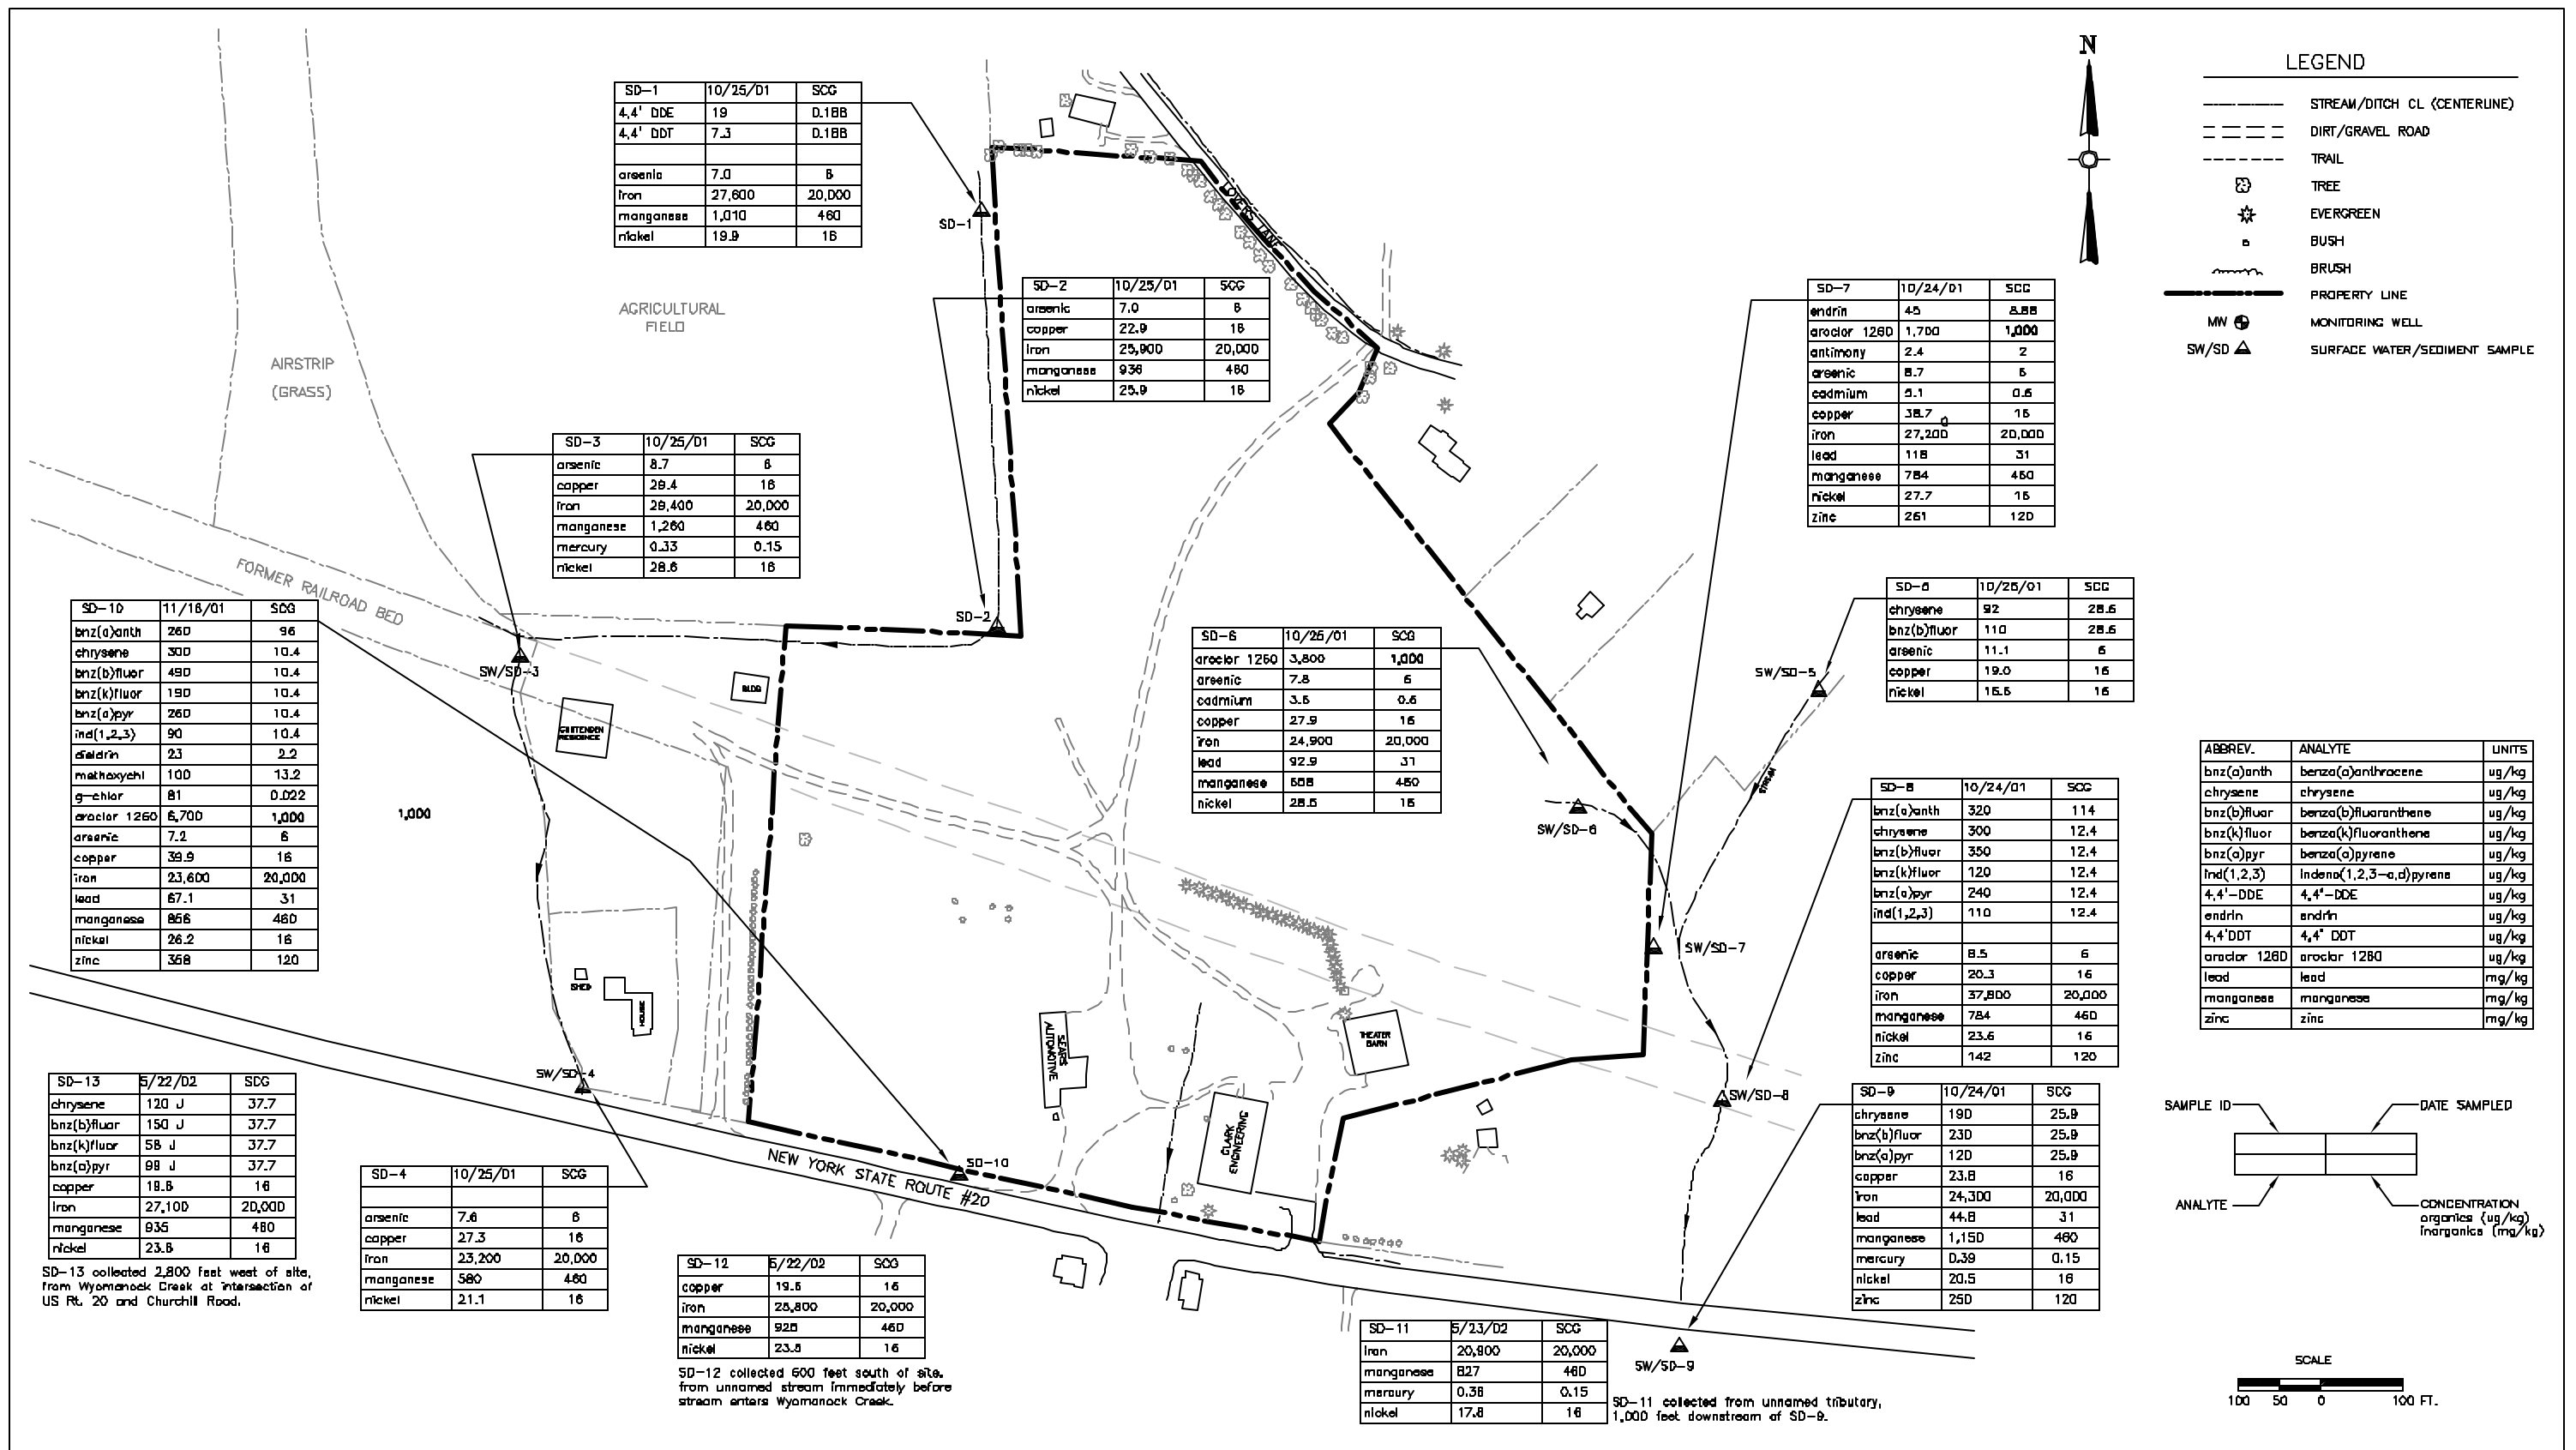 N
LEGEND
STREAM/DITCH CL (CENTERLINE)
DIRT/GRAVEL ROAD
TRAIL
TREE
EVERGREEN
BUSH
BRUSH
PROPERTY LINE
MW MONITORING WELL
SW/SD SURFACE WATER/SEDIMENT SAMPLE
SD-1 10/25/01 SCG
4,4' DDE 19
4,4' DDT 7.3
arsenic 7.0 6
iron 27,600 20,000
manganese 1,010 460
nickel 19.9 16
SD-1
LOVERS LANE
SD-2 10/25/01 SCG
arsenic 7.0 6
copper 22.9 16
iron 25,900 20,000
manganese 936 460
nickel 25.9 16
SD-7 10/24/01 SCG
endrin 45
aroclor 1260 1,700 1,000
antimony 2.4 2
arsenic 8.7 6
cadmium 5.1 0.6
copper 38.7 16
iron 27,200 20,000
lead 118 31
manganese 784 460
nickel 27.7 16
zinc 261 120
AGRICULTURAL
FIELD
AIRSTRIP
(GRASS)
SD-3 10/25/01 SCG
arsenic 8.7 6
copper 29.4 16
iron 29,400 20,000
manganese 1,260 460
mercury 0.33 0.15
nickel 28.6 16
FORMER RAILROAD BED
SD-2
SW/SD-3
BLDG
CRITTENDEN
RESIDENCE
SD-10 11/16/01 SCG
bnz(a)anth 260 96
chrysene 300 10.4
bnz(b)fluor 490 10.4
bnz(k)fluor 190 10.4
bnz(a)pyr 260 10.4
ind(1,2,3) 90 10.4
dieldrin 23 2.2
methoxychl 100 13.2
g-chlor 81 0.022
aroclor 1260 6,700 1,000
arsenic 7.2 6
copper 39.9 16
iron 23,600 20,000
lead 67.1 31
manganese 856 460
nickel 26.2 16
zinc 358 120
1,000
SD-6 10/25/01 SCG
aroclor 1260 3,800 1,000
arsenic 7.8 6
cadmium 3.5 0.6
copper 27.9 16
iron 24,900 20,000
lead 92.9 31
manganese 608 460
nickel 28.5 16
SW/SD-6
SD-5 10/25/01 SCG
chrysene 92 28.6
bnz(b)fluor 110 28.6
arsenic 11.1 6
copper 19.0 16
nickel 16.6 16
SW/SD-5
STREAM
SD-8 10/24/01 SCG
bnz(a)anth 320 114
chrysene 300 12.4
bnz(b)fluor 350 12.4
bnz(k)fluor 120 12.4
bnz(a)pyr 240 12.4
ind(1,2,3) 110 12.4
arsenic 8.5 6
copper 20.3 16
iron 37,800 20,000
manganese 784 460
nickel 23.6 16
zinc 142 120
ABBREV. ANALYTE UNITS
bnz(a)anth benzo(a)anthracene ug/kg
chrysene chrysene ug/kg
bnz(b)fluor benzo(b)fluoranthene ug/kg
bnz(k)fluor benzo(k)fluoranthene ug/kg
bnz(a)pyr benzo(a)pyrene ug/kg
ind(1,2,3) indeno(1,2,3-c,d)pyrene ug/kg
4,4'-DDE 4,4'-DDE ug/kg
endrin endrin ug/kg
4,4'DDT 4,4' DDT ug/kg
aroclor 1260 aroclor 1260 ug/kg
lead lead mg/kg
manganese manganese mg/kg
zinc zinc mg/kg
SW/SD-7
SHED
HOUSE
SEARS
AUTOMOTIVE
THEATER
BARN
CLARK
ENGINEERING
SW/SD-4
SW/SD-8
SD-10
NEW YORK STATE ROUTE #20
SD-13 5/22/02 SCG
chrysene 120 J 37.7
bnz(b)fluor 150 J 37.7
bnz(k)fluor 58 J 37.7
bnz(a)pyr 98 J 37.7
copper 19.6 16
iron 27,100 20,000
manganese 935 460
nickel 23.8 16
SD-13 collected 2,800 feet west of site,
from Wyomanock Creek at intersection of
US Rt. 20 and Churchill Road.
SD-4 10/25/01 SCG
arsenic 7.6 6
copper 27.3 16
iron 23,200 20,000
manganese 580 460
nickel 21.1 16
SD-12 5/22/02 SCG
copper 19.5 16
iron 25,800 20,000
manganese 928 460
nickel 23.8 16
SD-12 collected 600 feet south of site,
from unnamed stream immediately before
stream enters Wyomanock Creek.
SD-9 10/24/01 SCG
chrysene 190 25.9
bnz(b)fluor 230 25.9
bnz(a)pyr 120 25.9
copper 23.8 16
iron 24,300 20,000
lead 44.8 31
manganese 1,150 460
mercury 0.39 0.15
nickel 20.5 16
zinc 250 120
SW/SD-9
SD-11 5/23/02 SCG
iron 20,900 20,000
manganese 827 460
mercury 0.36 0.15
nickel 17.8 16
SD-11 collected from unnamed tributary,
1,000 feet downstream of SD-9.
SAMPLE ID
DATE SAMPLED
ANALYTE
CONCENTRATION
organics (ug/kg)
inorganics (mg/kg)
SCALE
100 50 0 100 FT.